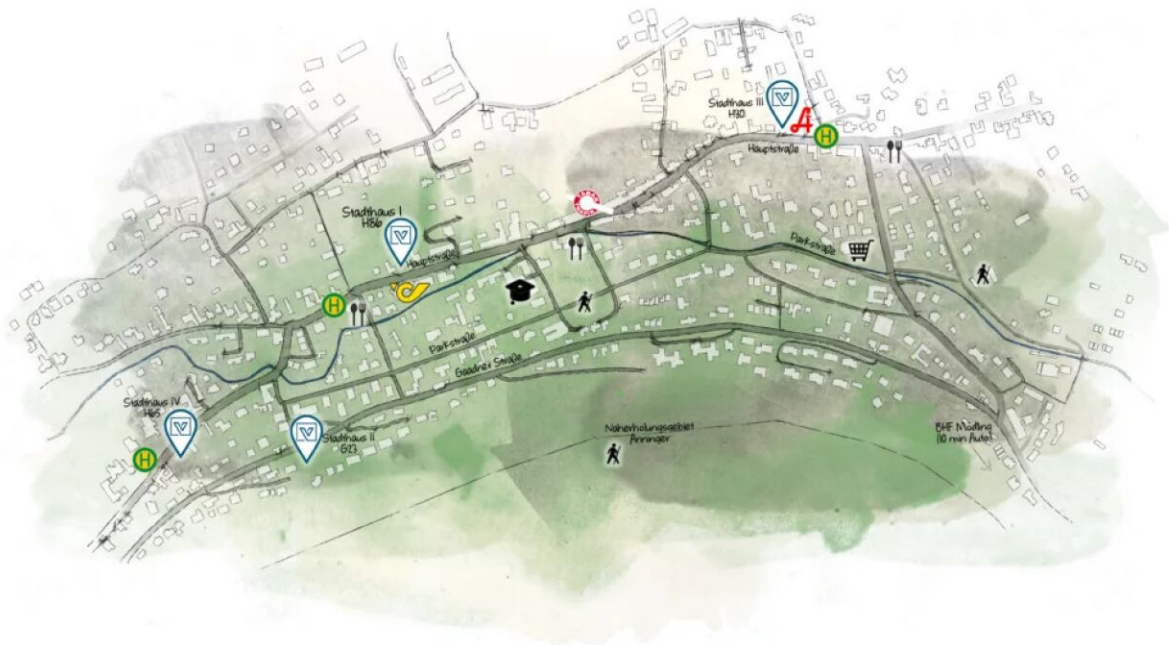 Stadthaus III
H90
A
H
Hauptstraße
Stadthaus I
H86
Hauptstraße
Parkstraße
H
Parkstraße
Gaadner Straße
Stadthaus IV
H65
Stadthaus II
G27
H
Naherholungsgebiet
Anninger
BHF Mödling
(10 min Auto)